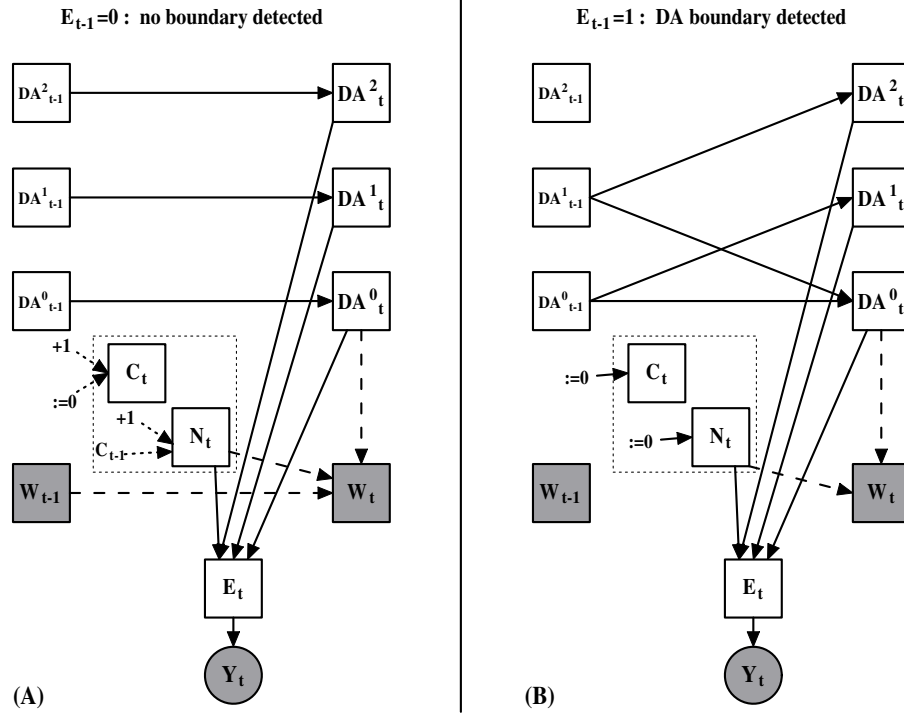 E_{t-1}=0 : no boundary detected
DA^2_{t-1}
DA^2_t
DA^1_{t-1}
DA^1_t
DA^0_{t-1}
DA^0_t
+1
C_t
:=0
+1
N_t
C_{t-1}
W_{t-1}
W_t
E_t
Y_t
(A)
E_{t-1}=1 : DA boundary detected
DA^2_{t-1}
DA^2_t
DA^1_{t-1}
DA^1_t
DA^0_{t-1}
DA^0_t
:=0
C_t
:=0
N_t
W_{t-1}
W_t
E_t
Y_t
(B)